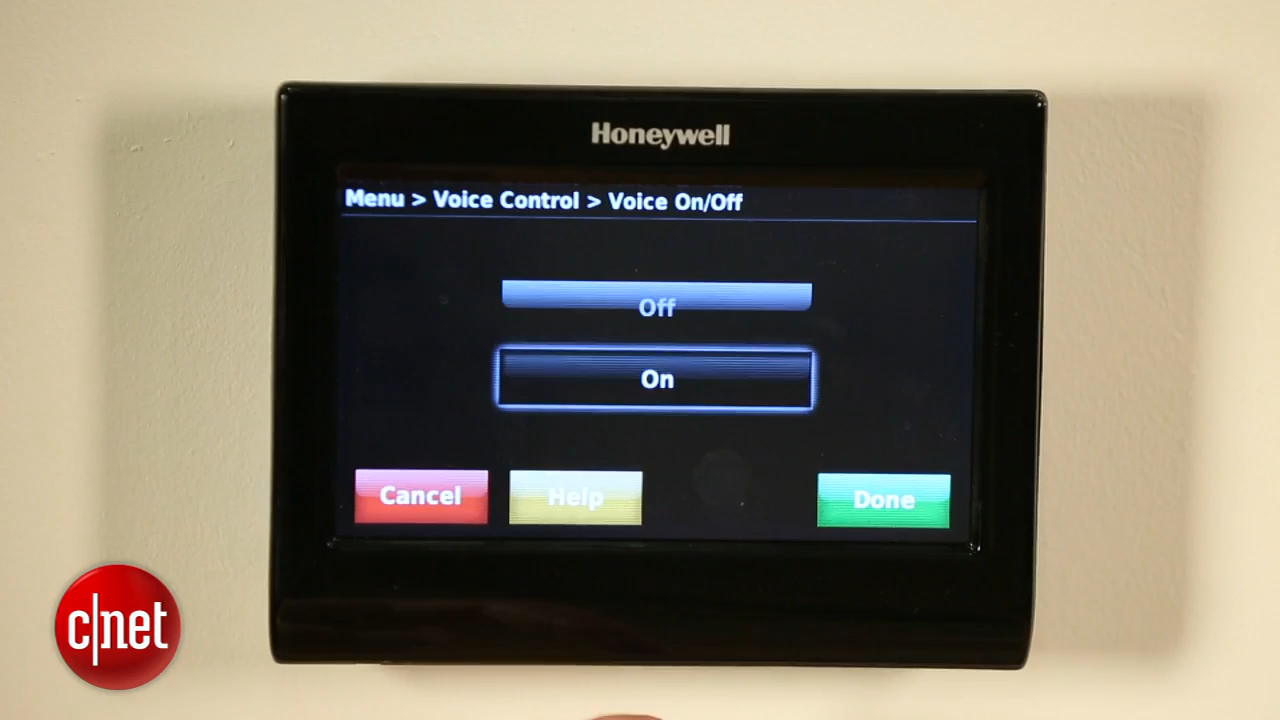 Honeywell
Menu > Voice Control > Voice On/Off
Off
On
Cancel Help Done
c|net